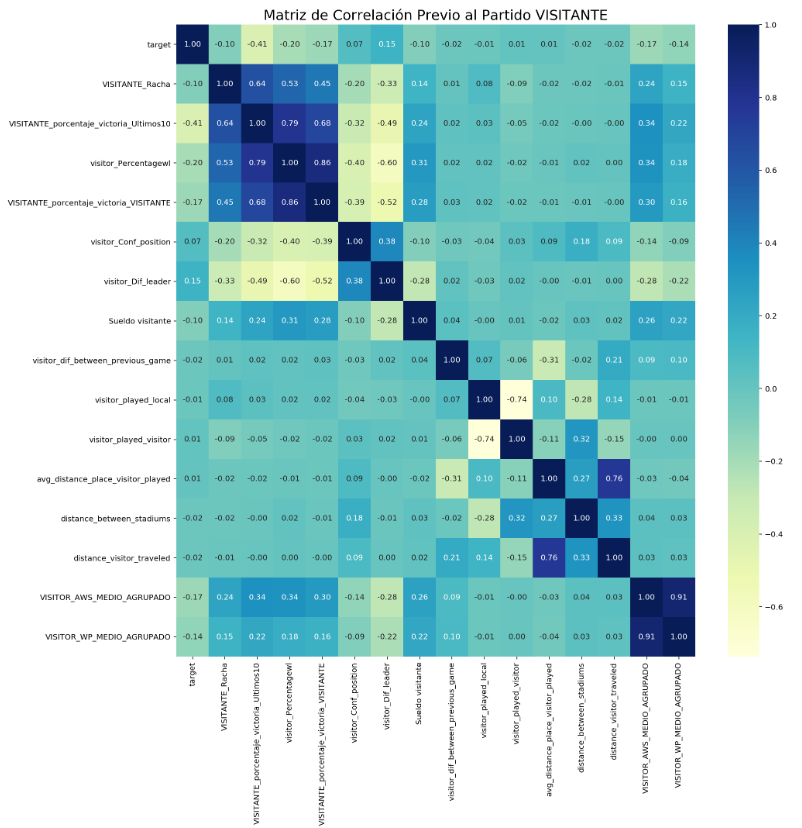 Matriz de Correlación Previo al Partido VISITANTE
target 1.00 -0.10 -0.41 -0.20 -0.17 0.07 0.15 -0.10 -0.02 -0.01 0.01 0.01 -0.02 -0.02 -0.17 -0.14
VISITANTE_Racha -0.10 1.00 0.64 0.53 0.45 -0.20 -0.33 0.14 0.01 0.08 -0.09 -0.02 -0.02 -0.01 0.24 0.15
VISITANTE_porcentaje_victoria_Ultimos10 -0.41 0.64 1.00 0.79 0.68 -0.32 -0.49 0.24 0.02 0.03 -0.05 -0.02 -0.00 -0.00 0.34 0.22
visitor_Percentagewl -0.20 0.53 0.79 1.00 0.86 -0.40 -0.60 0.31 0.02 0.02 -0.02 -0.01 0.02 0.00 0.34 0.18
VISITANTE_porcentaje_victoria_VISITANTE -0.17 0.45 0.68 0.86 1.00 -0.39 -0.52 0.28 0.03 0.02 -0.02 -0.01 -0.01 -0.00 0.30 0.16
visitor_Conf_position 0.07 -0.20 -0.32 -0.40 -0.39 1.00 0.38 -0.10 -0.03 -0.04 0.03 0.09 0.18 0.09 -0.14 -0.09
visitor_Dif_leader 0.15 -0.33 -0.49 -0.60 -0.52 0.38 1.00 -0.28 0.02 -0.03 0.02 -0.00 0.01 0.00 -0.28 -0.22
Sueldo visitante -0.10 0.14 0.24 0.31 0.28 -0.10 -0.28 1.00 0.04 -0.00 0.01 -0.02 0.03 0.02 0.26 0.22
visitor_dif_between_previous_game -0.02 0.01 0.02 0.02 0.03 -0.03 0.02 0.04 1.00 0.07 -0.06 -0.31 -0.02 0.21 0.09 0.10
visitor_played_local -0.01 0.08 0.03 0.02 0.02 -0.04 -0.03 -0.00 0.07 1.00 -0.74 0.10 -0.28 0.14 -0.01 -0.01
visitor_played_visitor 0.01 -0.09 -0.05 -0.02 -0.02 0.03 0.02 0.01 -0.06 -0.74 1.00 -0.11 0.32 -0.15 -0.00 0.00
avg_distance_place_visitor_played 0.01 -0.02 -0.02 -0.01 -0.01 0.09 -0.00 -0.02 -0.31 0.10 -0.11 1.00 0.27 0.76 -0.03 -0.04
distance_between_stadiums -0.02 -0.02 -0.00 0.02 -0.01 0.18 0.01 0.03 -0.02 -0.28 0.32 0.27 1.00 0.33 0.04 0.03
distance_visitor_traveled -0.02 -0.01 -0.00 0.00 -0.00 0.09 0.00 0.02 0.21 0.14 -0.15 0.76 0.33 1.00 0.03 0.03
VISITOR_AWS_MEDIO_AGRUPADO -0.17 0.24 0.34 0.34 0.30 -0.14 -0.28 0.26 0.09 -0.01 -0.00 -0.03 0.04 0.03 1.00 0.91
VISITOR_WP_MEDIO_AGRUPADO -0.14 0.15 0.22 0.18 0.16 -0.09 -0.22 0.22 0.10 -0.01 0.00 -0.04 0.03 0.03 0.91 1.00
target
VISITANTE_Racha
VISITANTE_porcentaje_victoria_Ultimos10
visitor_Percentagewl
VISITANTE_porcentaje_victoria_VISITANTE
visitor_Conf_position
visitor_Dif_leader
Sueldo visitante
visitor_dif_between_previous_game
visitor_played_local
visitor_played_visitor
avg_distance_place_visitor_played
distance_between_stadiums
distance_visitor_traveled
VISITOR_AWS_MEDIO_AGRUPADO
VISITOR_WP_MEDIO_AGRUPADO
1.0
0.8
0.6
0.4
0.2
0.0
−0.2
−0.4
−0.6